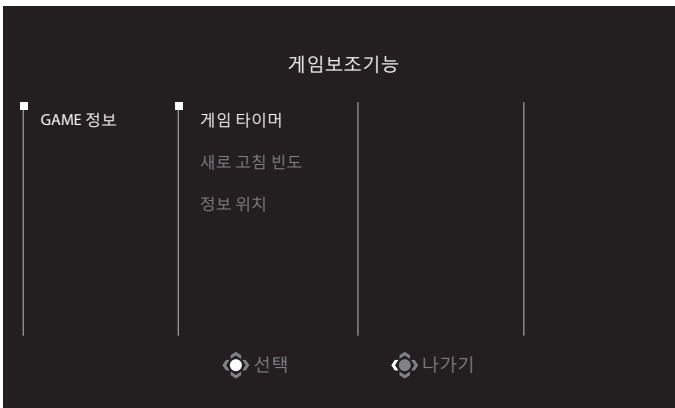 게임보조기능
GAME 정보
게임 타이머
새로 고침 빈도
정보 위치
선택
나가기